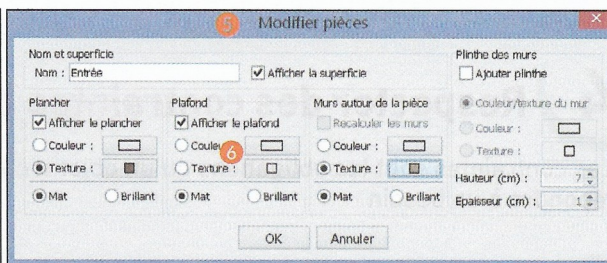 5 Modifier pièces
Nom et superficie
Nom : Entrée
Afficher la superficie
Plancher
Afficher le plancher
Couleur :
Texture :
Mat Brillant
Plafond
Afficher le plafond
Couleur :
6
Texture :
Mat Brillant
Murs autour de la pièce
Recalculer les murs
Couleur :
Texture :
Mat Brillant
Plinthe des murs
Ajouter plinthe
Couleur/texture du mur
Couleur :
Texture :
Hauteur (cm) : 7
Epaisseur (cm) : 1
OK Annuler